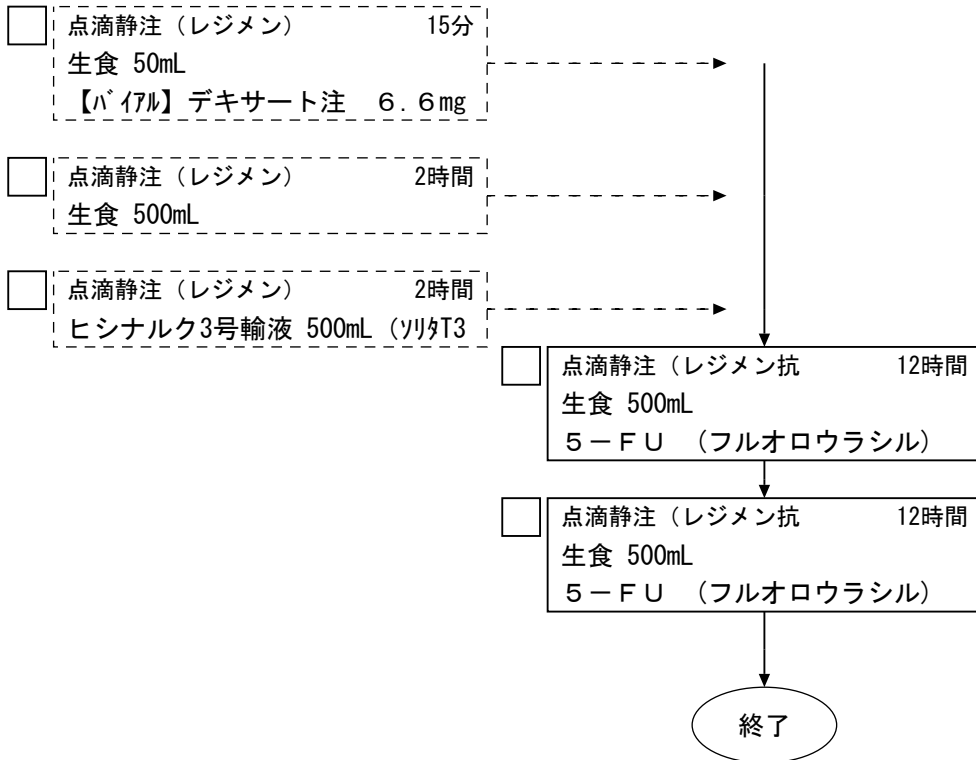 点滴静注（レジメン） 15分
生食 50mL
【ﾊﾞｲｱﾙ】デキサート注　６.６mg
点滴静注（レジメン） 2時間
生食 500mL
点滴静注（レジメン） 2時間
ヒシナルク3号輸液 500mL（ｿﾘﾀT3
点滴静注（レジメン抗 12時間
生食 500mL
５－ＦＵ　（フルオロウラシル）
点滴静注（レジメン抗 12時間
生食 500mL
５－ＦＵ　（フルオロウラシル）
終了